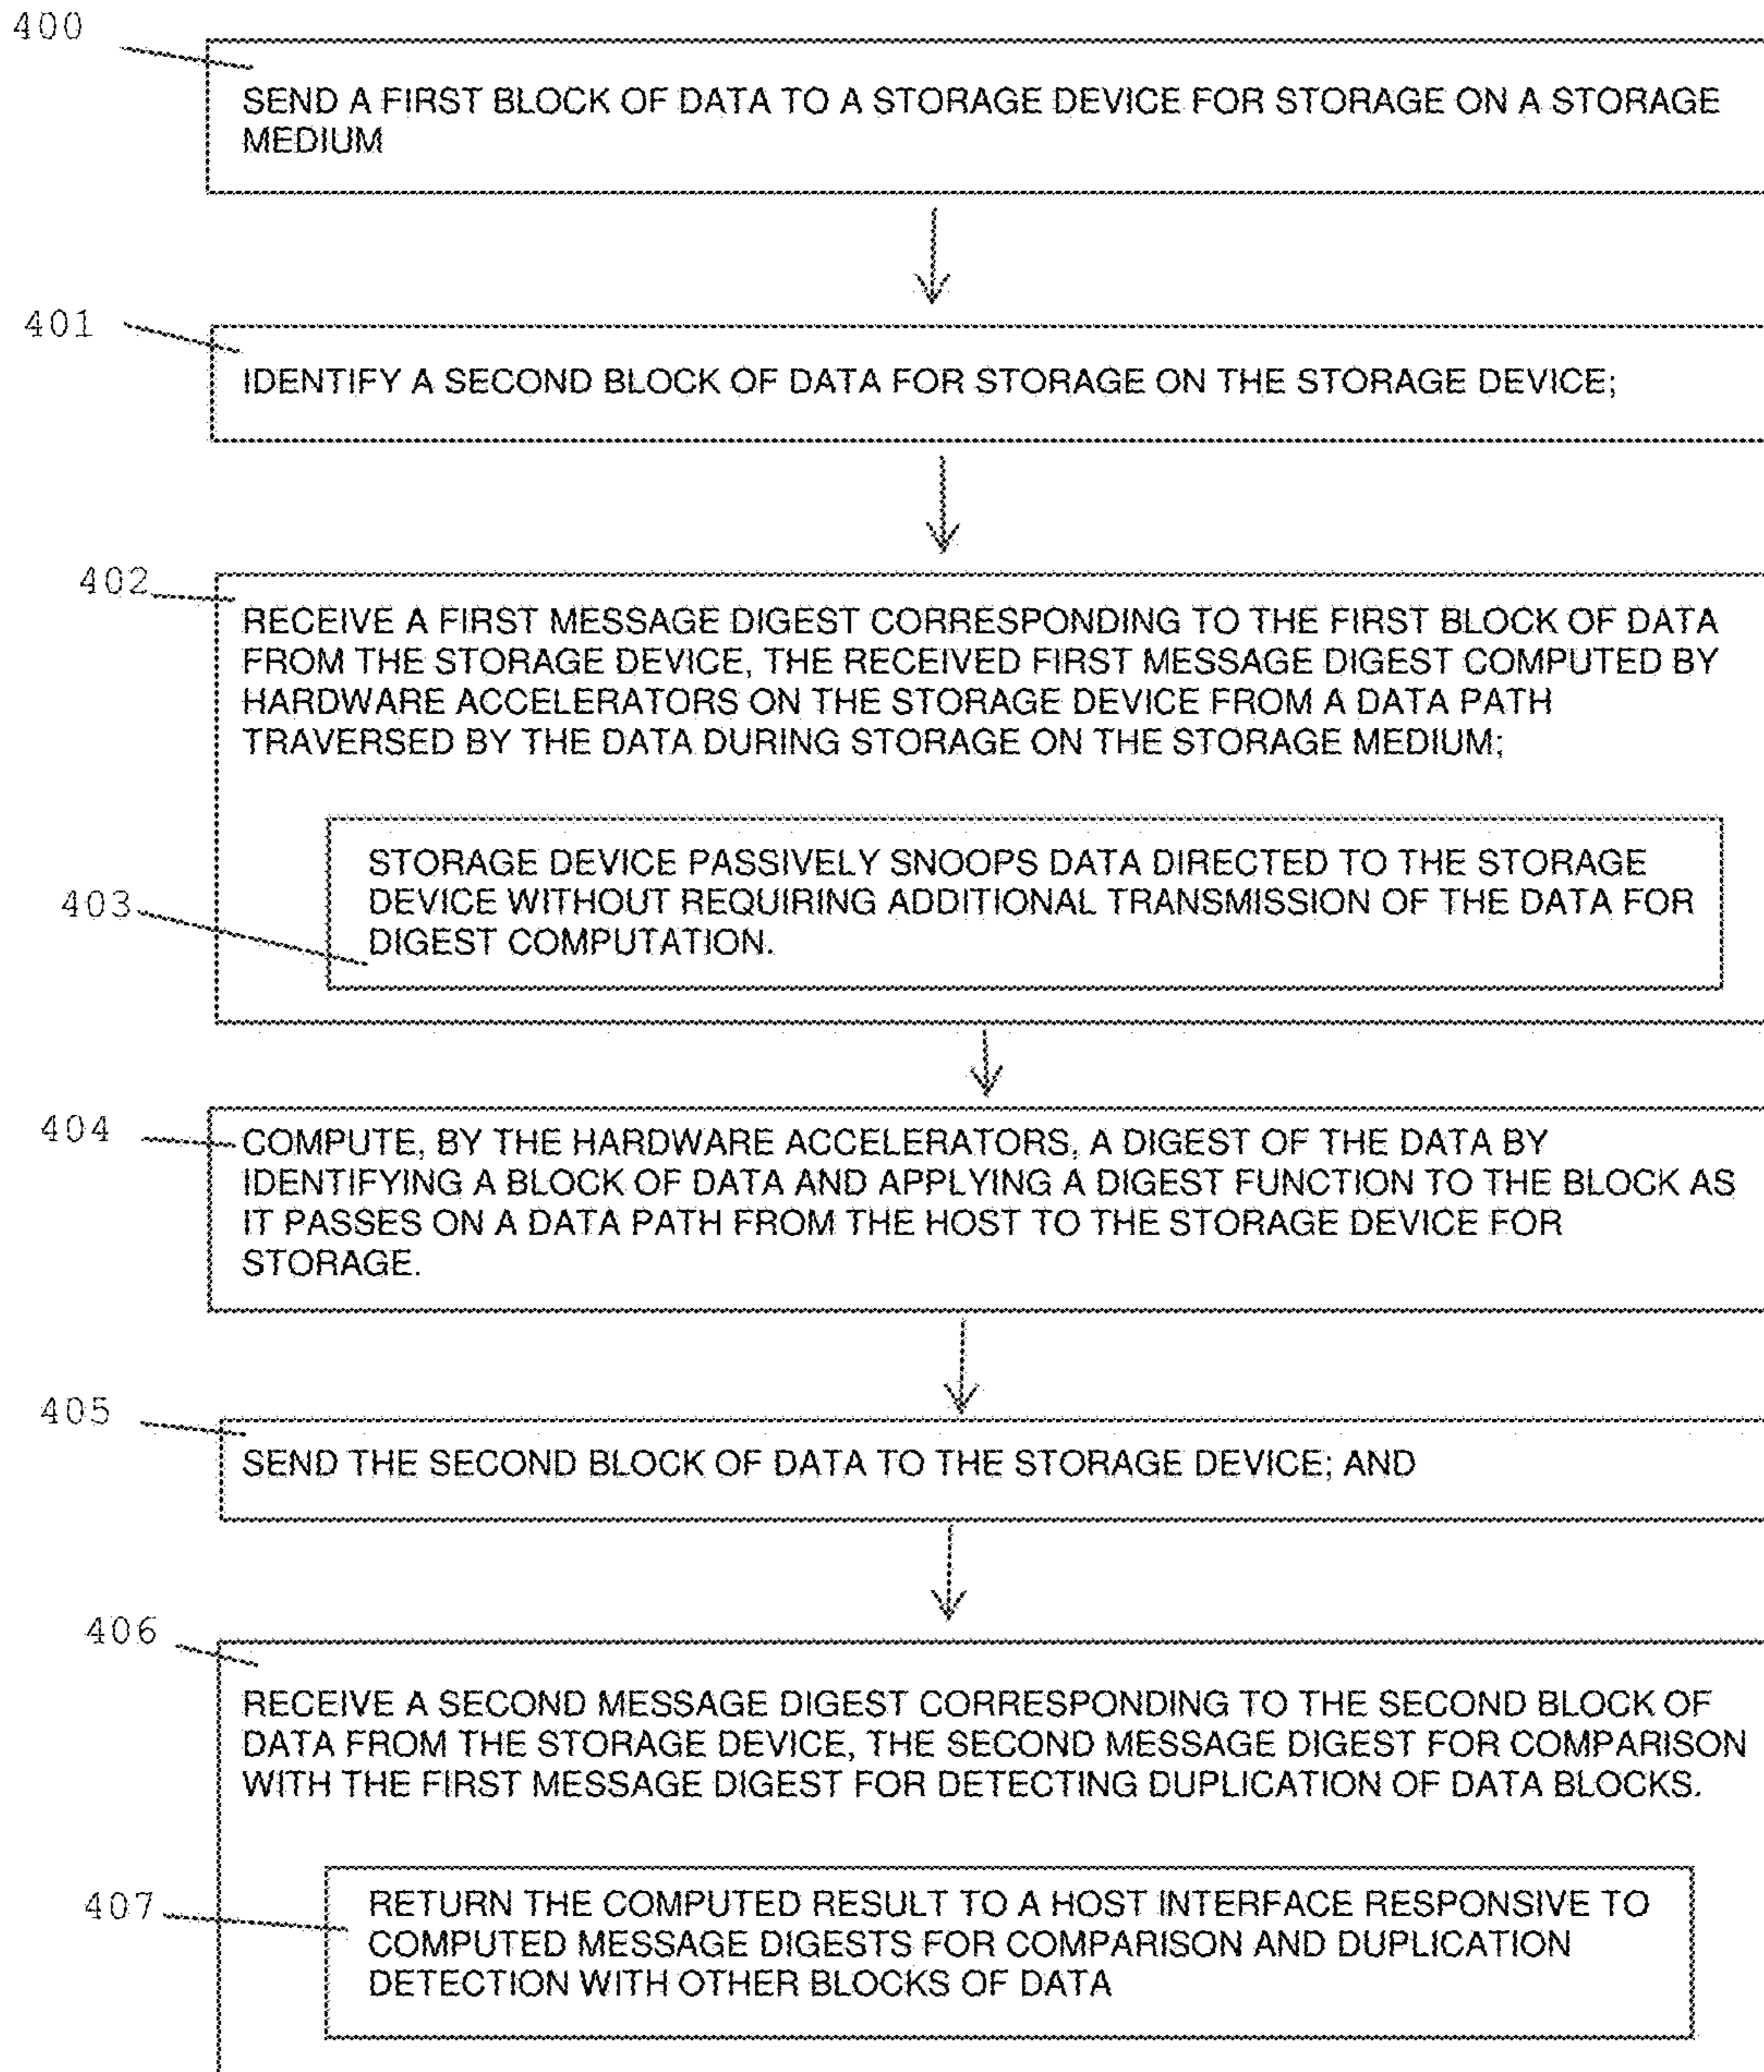 400
SEND A FIRST BLOCK OF DATA TO A STORAGE DEVICE FOR STORAGE ON A STORAGE
MEDIUM
401
IDENTIFY A SECOND BLOCK OF DATA FOR STORAGE ON THE STORAGE DEVICE;
402
RECEIVE A FIRST MESSAGE DIGEST CORRESPONDING TO THE FIRST BLOCK OF DATA
FROM THE STORAGE DEVICE, THE RECEIVED FIRST MESSAGE DIGEST COMPUTED BY
HARDWARE ACCELERATORS ON THE STORAGE DEVICE FROM A DATA PATH
TRAVERSED BY THE DATA DURING STORAGE ON THE STORAGE MEDIUM;
403
STORAGE DEVICE PASSIVELY SNOOPS DATA DIRECTED TO THE STORAGE
DEVICE WITHOUT REQUIRING ADDITIONAL TRANSMISSION OF THE DATA FOR
DIGEST COMPUTATION.
404
COMPUTE, BY THE HARDWARE ACCELERATORS, A DIGEST OF THE DATA BY
IDENTIFYING A BLOCK OF DATA AND APPLYING A DIGEST FUNCTION TO THE BLOCK AS
IT PASSES ON A DATA PATH FROM THE HOST TO THE STORAGE DEVICE FOR
STORAGE.
405
SEND THE SECOND BLOCK OF DATA TO THE STORAGE DEVICE; AND
406
RECEIVE A SECOND MESSAGE DIGEST CORRESPONDING TO THE SECOND BLOCK OF
DATA FROM THE STORAGE DEVICE, THE SECOND MESSAGE DIGEST FOR COMPARISON
WITH THE FIRST MESSAGE DIGEST FOR DETECTING DUPLICATION OF DATA BLOCKS.
407
RETURN THE COMPUTED RESULT TO A HOST INTERFACE RESPONSIVE TO
COMPUTED MESSAGE DIGESTS FOR COMPARISON AND DUPLICATION
DETECTION WITH OTHER BLOCKS OF DATA